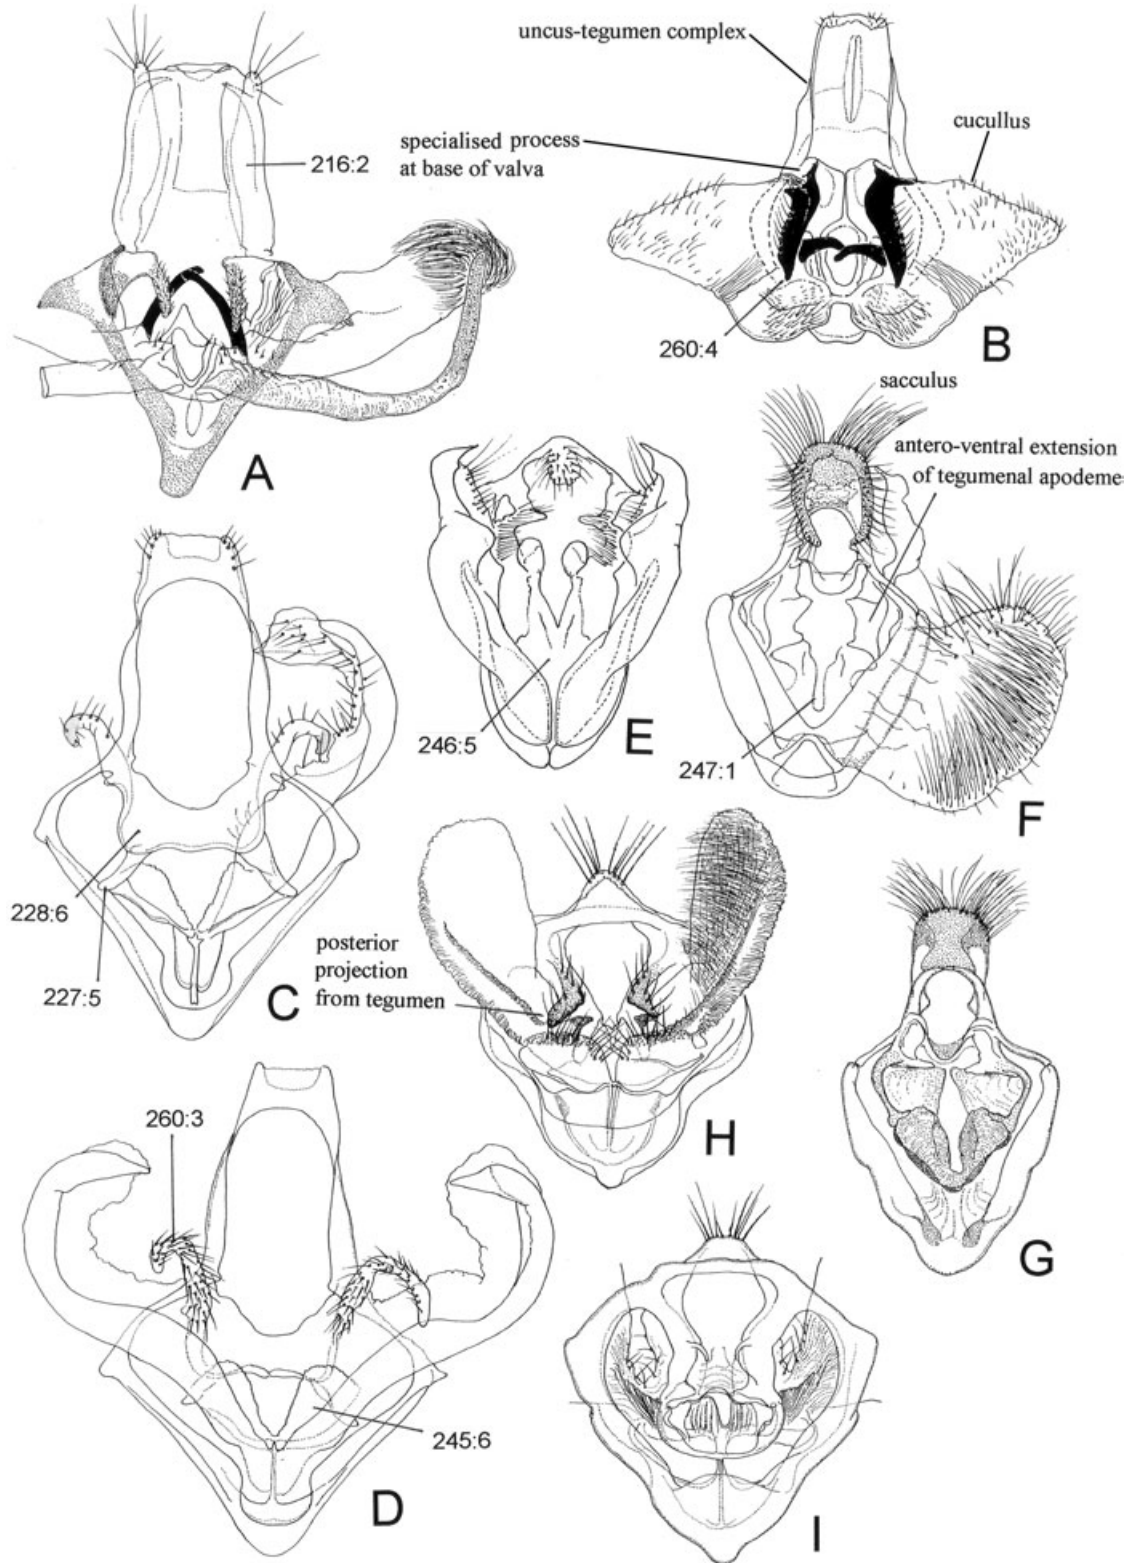 A
216:2
uncus-tegumen complex
specialised process
at base of valva
cucullus
260:4
B
sacculus
antero-ventral extension
of tegumenal apodeme
247:1
F
246:5
E
228:6
227:5
C
posterior
projection
from tegumen
H
G
260:3
245:6
D
I